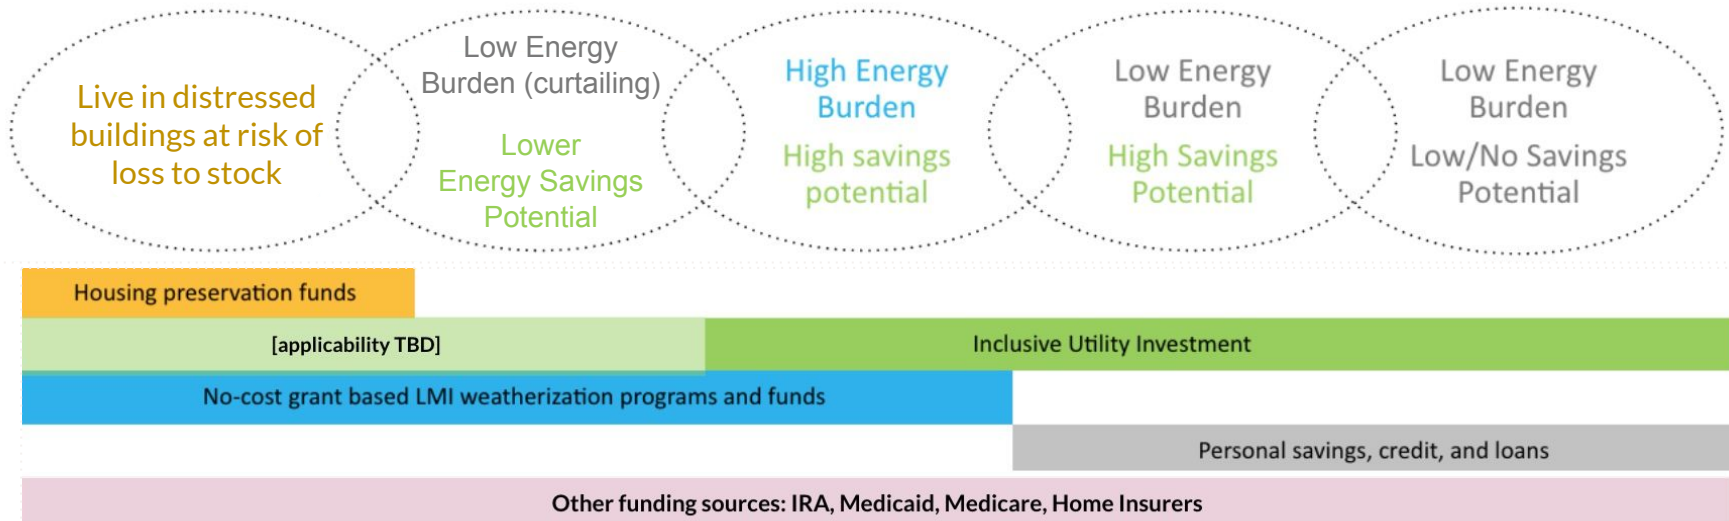 Live in distressed
buildings at risk of
loss to stock
Low Energy
Burden (curtailing)
Lower
Energy Savings
Potential
High Energy
Burden
High savings
potential
Low Energy
Burden
High Savings
Potential
Low Energy
Burden
Low/No Savings
Potential
Housing preservation funds
[applicability TBD]
Inclusive Utility Investment
No-cost grant based LMI weatherization programs and funds
Personal savings, credit, and loans
Other funding sources: IRA, Medicaid, Medicare, Home Insurers